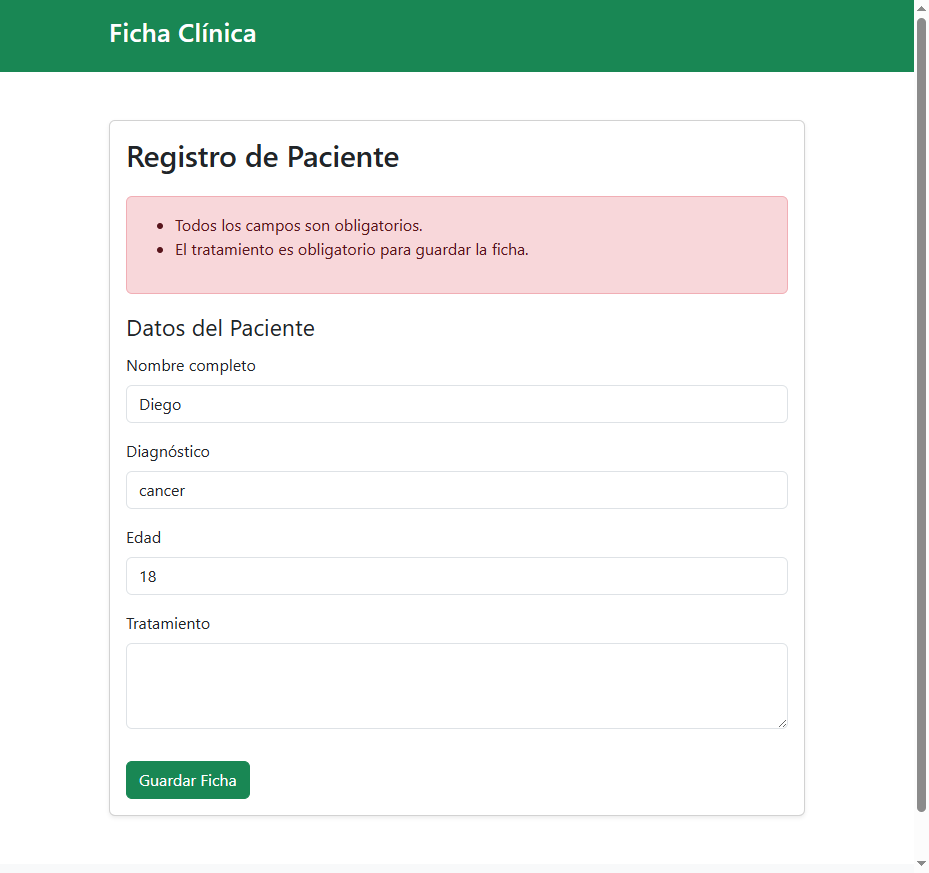 Ficha Clínica
Registro de Paciente
Todos los campos son obligatorios.
El tratamiento es obligatorio para guardar la ficha.
Datos del Paciente
Nombre completo
Diego
Diagnóstico
cancer
Edad
18
Tratamiento
Guardar Ficha